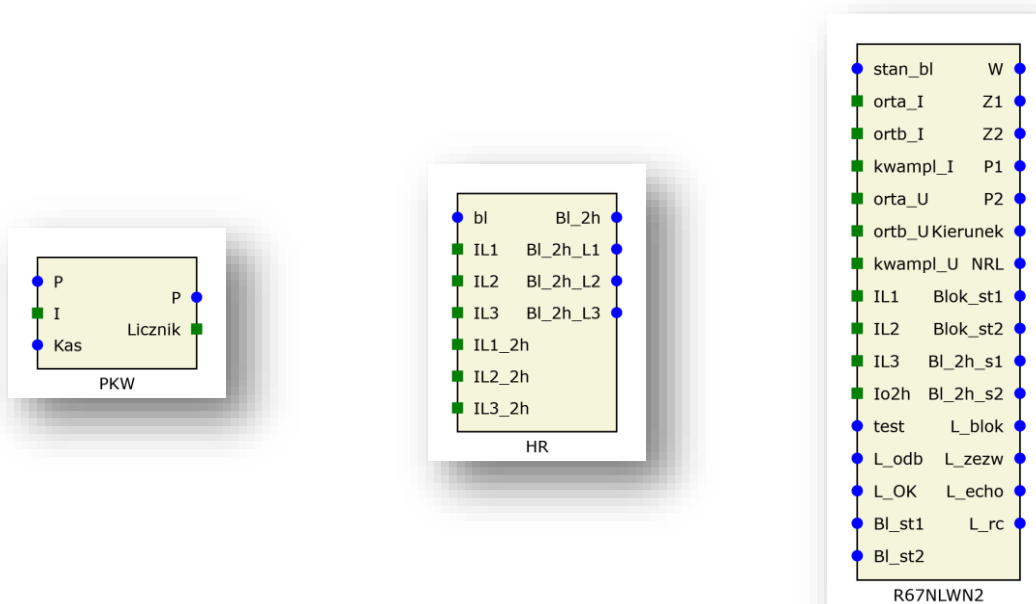 P
P
I
Licznik
Kas
PKW
bl Bl_2h
IL1 Bl_2h_L1
IL2 Bl_2h_L2
IL3 Bl_2h_L3
IL1_2h
IL2_2h
IL3_2h
HR
stan_bl W
orta_I Z1
ortb_I Z2
kwampl_I P1
orta_U P2
ortb_U Kierunek
kwampl_U NRL
IL1 Blok_st1
IL2 Blok_st2
IL3 Bl_2h_s1
Io2h Bl_2h_s2
test L_blok
L_odb L_zezw
L_OK L_echo
Bl_st1 L_rc
Bl_st2
R67NLWN2